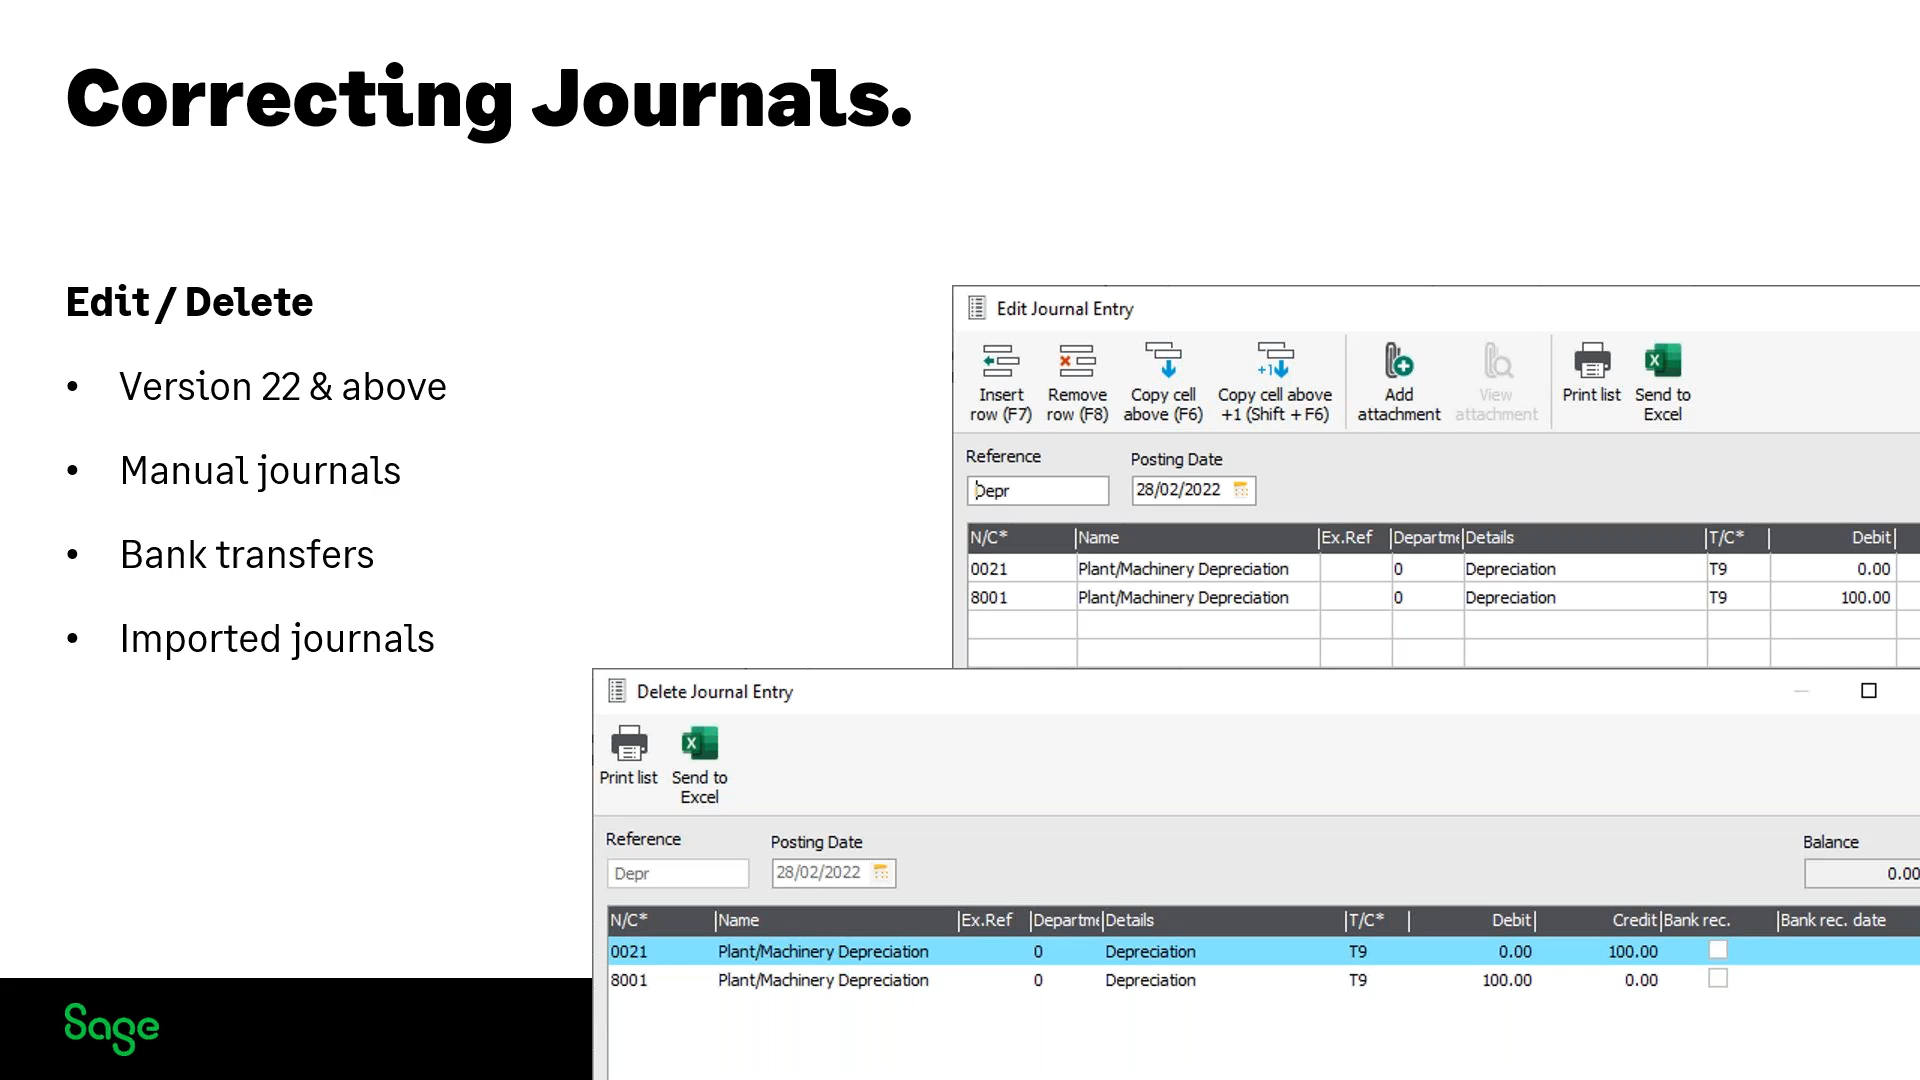 Correcting Journals.
Edit / Delete
• Version 22 & above
• Manual journals
• Bank transfers
• Imported journals
Edit Journal Entry
Insert row (F7)
Remove row (F8)
Copy cell above (F6)
Copy cell above +1 (Shift + F6)
Add attachment
View attachment
Print list
Send to Excel
+1
Reference Posting Date
Depr 28/02/2022
N/C* Name Ex.Ref Departme Details T/C* Debit
0021 Plant/Machinery Depreciation 0 Depreciation T9 0.00
8001 Plant/Machinery Depreciation 0 Depreciation T9 100.00
Delete Journal Entry
Print list
Send to Excel
Reference Posting Date Balance
Depr 28/02/2022 0.00
N/C* Name Ex.Ref Departme Details T/C* Debit Credit Bank rec. Bank rec. date
0021 Plant/Machinery Depreciation 0 Depreciation T9 0.00 100.00
8001 Plant/Machinery Depreciation 0 Depreciation T9 100.00 0.00
Sage